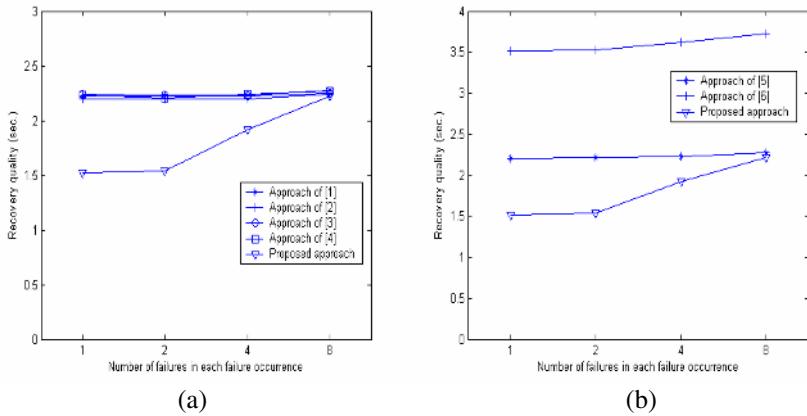 3
2.5
2
1.5
1
0.5
0
Recovery quality (sec.)
Approach of [1]
Approach of [2]
Approach of [3]
Approach of [4]
Proposed approach
1 2 4 8
Number of failures in each failure occurrence
(a)
4
3.5
3
2.5
2
1.5
1
0.5
0
Recovery quality (sec.)
Approach of [5]
Approach of [6]
Proposed approach
1 2 4 8
Number of failures in each failure occurrence
(b)